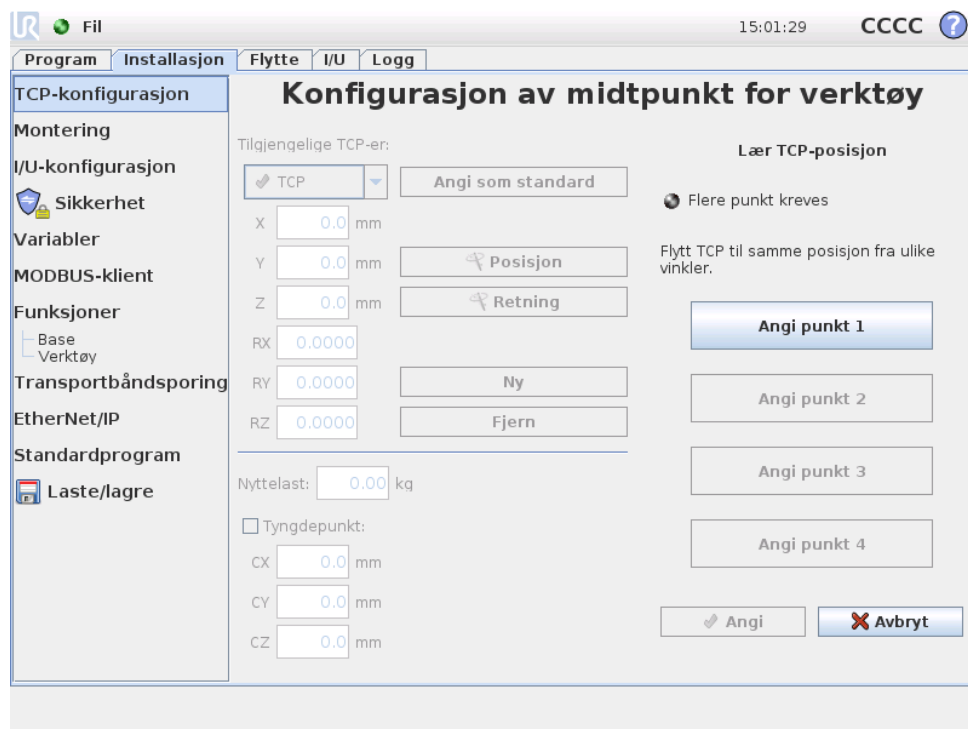 UR Fil 15:01:29 CCCC ?
Program Installasjon Flytte I/U Logg
TCP-konfigurasjon
Montering
I/U-konfigurasjon
Sikkerhet
Variabler
MODBUS-klient
Funksjoner
Base
Verktøy
Transportbåndsporing
EtherNet/IP
Standardprogram
Laste/lagre
Konfigurasjon av midtpunkt for verktøy
Tilgjengelige TCP-er:
TCP Angi som standard
X 0.0 mm
Y 0.0 mm Posisjon
Z 0.0 mm Retning
RX 0.0000
RY 0.0000 Ny
RZ 0.0000 Fjern
Nyttelast: 0.00 kg
Tyngdepunkt:
CX 0.0 mm
CY 0.0 mm
CZ 0.0 mm
Lær TCP-posisjon
Flere punkt kreves
Flytt TCP til samme posisjon fra ulike
vinkler.
Angi punkt 1
Angi punkt 2
Angi punkt 3
Angi punkt 4
Angi Avbryt